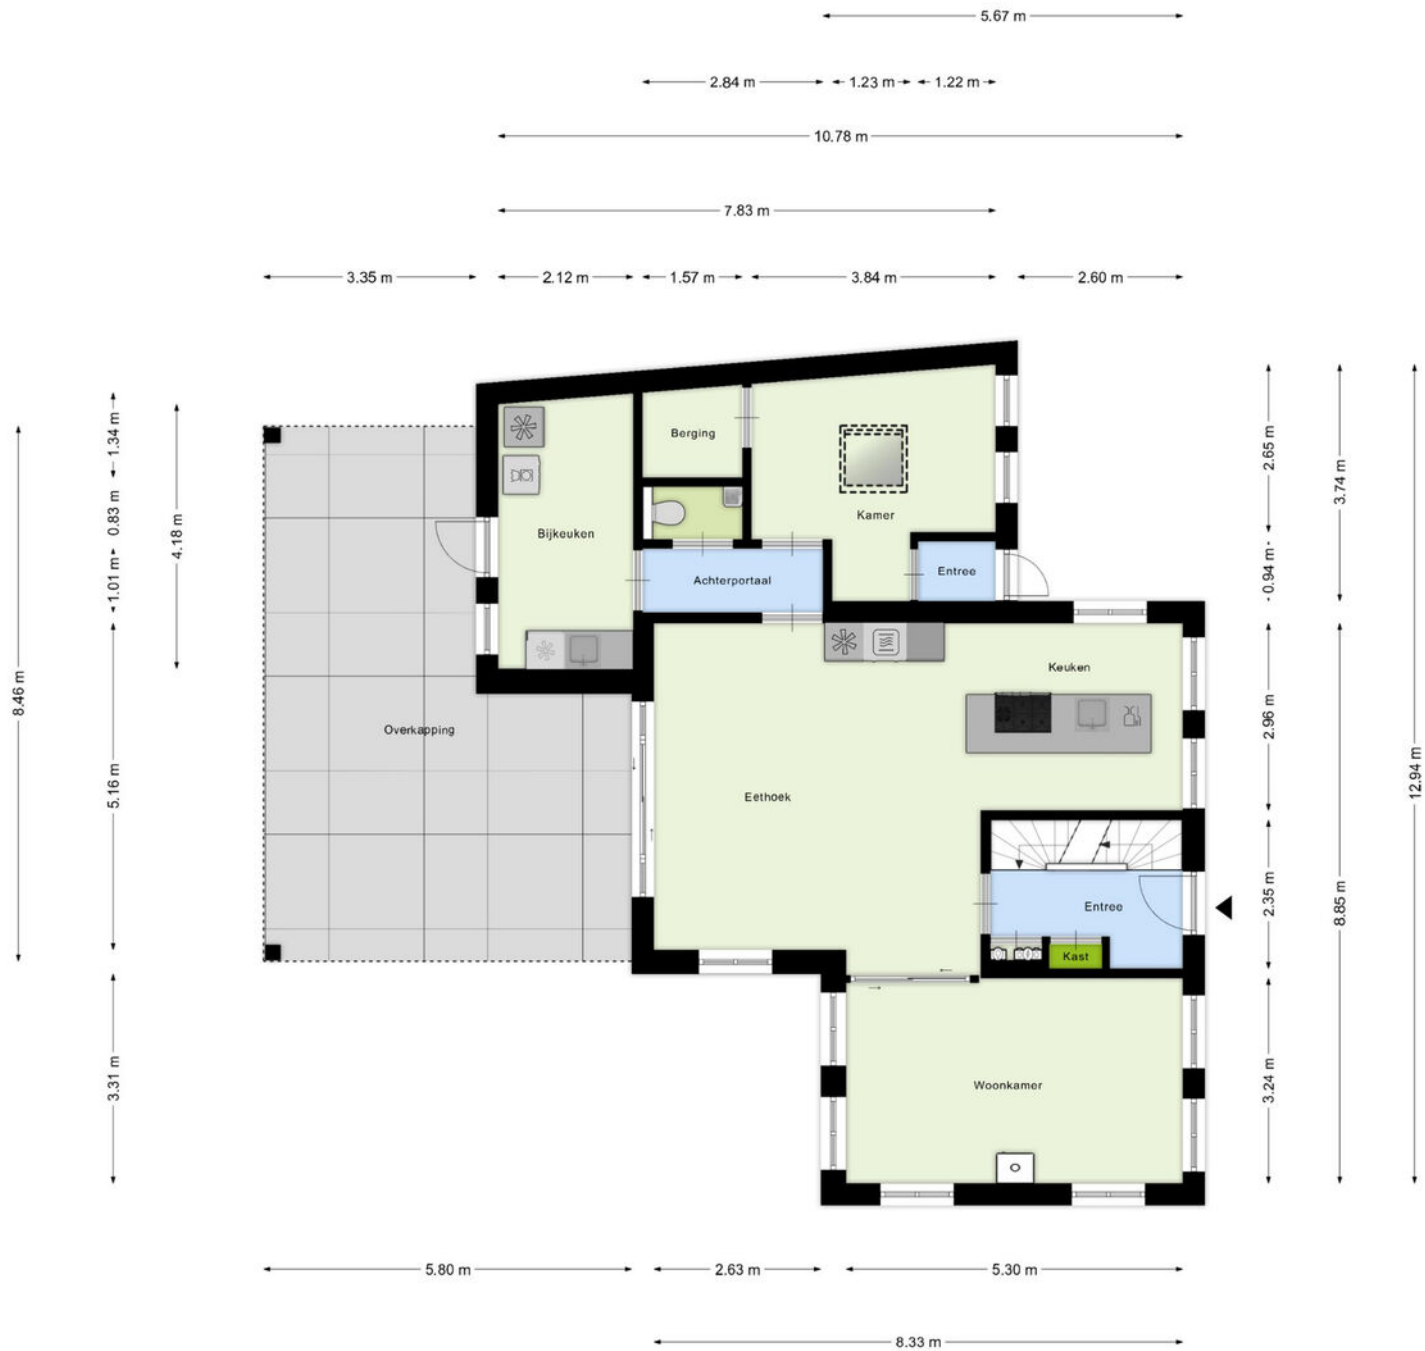 5.67 m
2.84 m
1.23 m
1.22 m
10.78 m
7.83 m
3.35 m
2.12 m
1.57 m
3.84 m
2.60 m
8.46 m
1.34 m
0.83 m
1.01 m
5.16 m
3.31 m
4.18 m
Berging
Kamer
Bijkeuken
Achterportaal
Entree
Keuken
Overkapping
Eethoek
Entree
Kast
Woonkamer
2.65 m
0.94 m
2.96 m
2.35 m
3.24 m
3.74 m
8.85 m
12.94 m
5.80 m
2.63 m
5.30 m
8.33 m